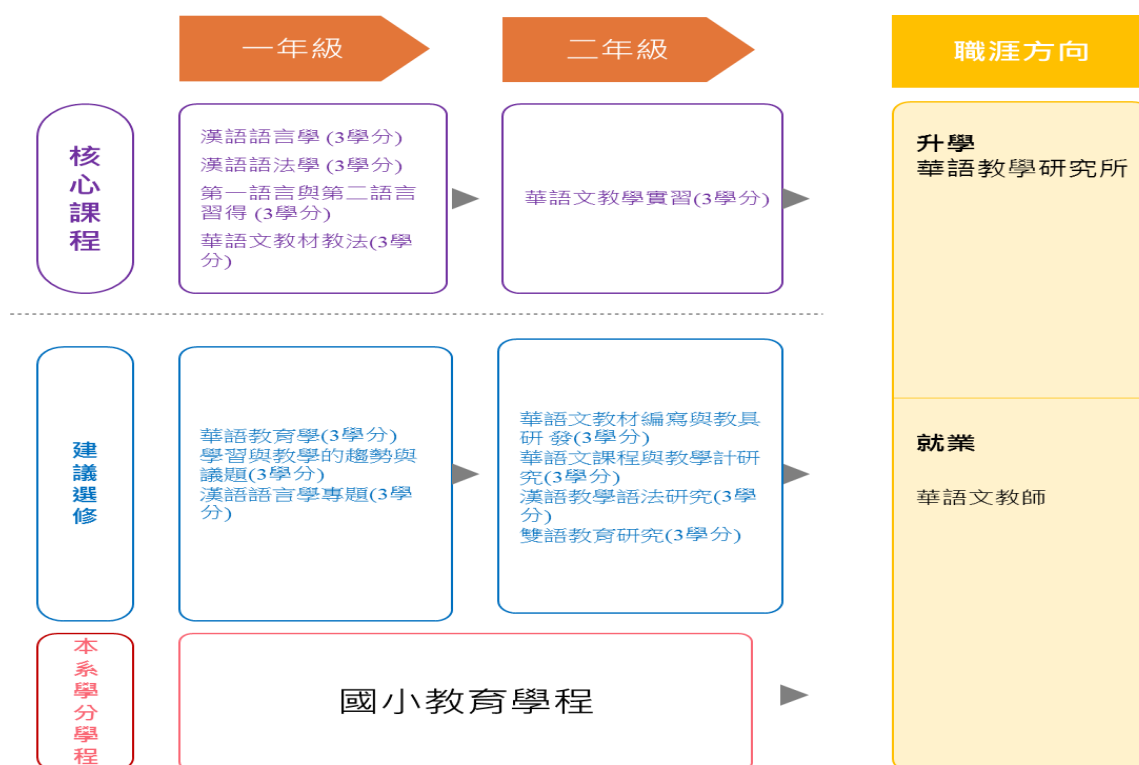 一年級
二年級
職涯方向
核心課程
漢語語言學 (3學分)
漢語語法學 (3學分)
第一語言與第二語言
習得 (3學分)
華語文教材教法(3學
分)
華語文教學實習(3學分)
升學
華語教學研究所
建議選修
華語教育學(3學分)
學習與教學的趨勢與
議題(3學分)
漢語語言學專題(3學
分)
華語文教材編寫與教具
研 發(3學分)
華語文課程與教學計研
究(3學分)
漢語教學語法研究(3學
分)
雙語教育研究(3學分)
就業
華語文教師
本系學分學程
國小教育學程